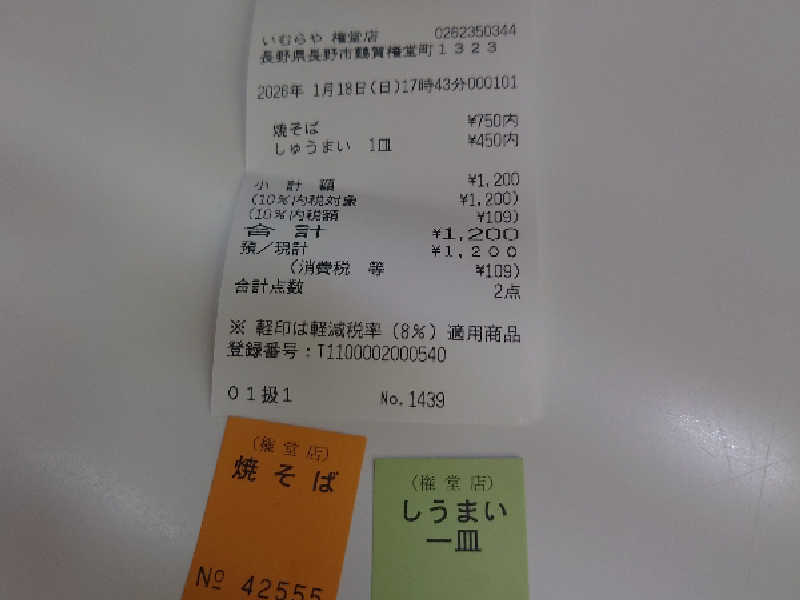 いむらや 権堂店 0262350344
長野県長野市鶴賀権堂町1323
2026年 1月18日(日)17時43分000101
焼そば ¥750内
しゅうまい 1皿 ¥450内
小 計 額 ¥1,200
(10%内税対象 ¥1,200)
(10%内税額 ¥109)
合 計 ¥1,200
預/現計 ¥1,200
(消費税 等 ¥109)
合計点数 2点
※ 軽印は軽減税率(8%)適用商品
登録番号:T1100002000540
01扱1 No.1439
(権堂店)
焼そば
№ 42555
(権堂店)
しうまい
一皿